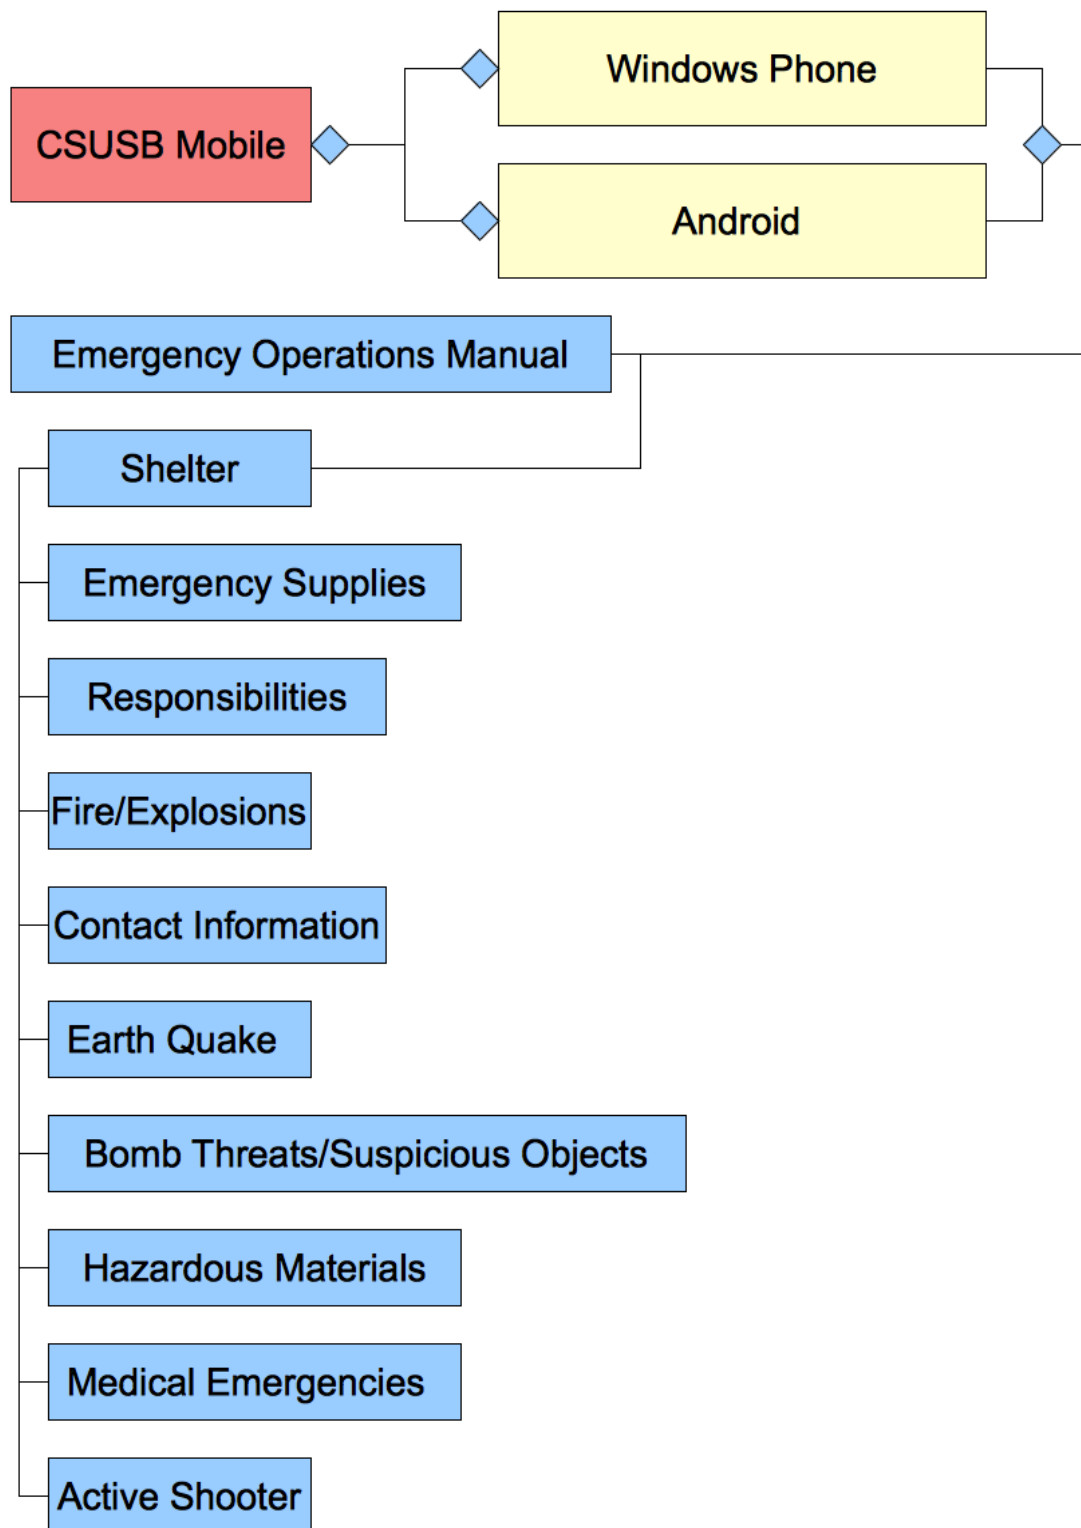 Windows Phone
CSUSB Mobile
Android
Emergency Operations Manual
Shelter
Emergency Supplies
Responsibilities
Fire/Explosions
Contact Information
Earth Quake
Bomb Threats/Suspicious Objects
Hazardous Materials
Medical Emergencies
Active Shooter